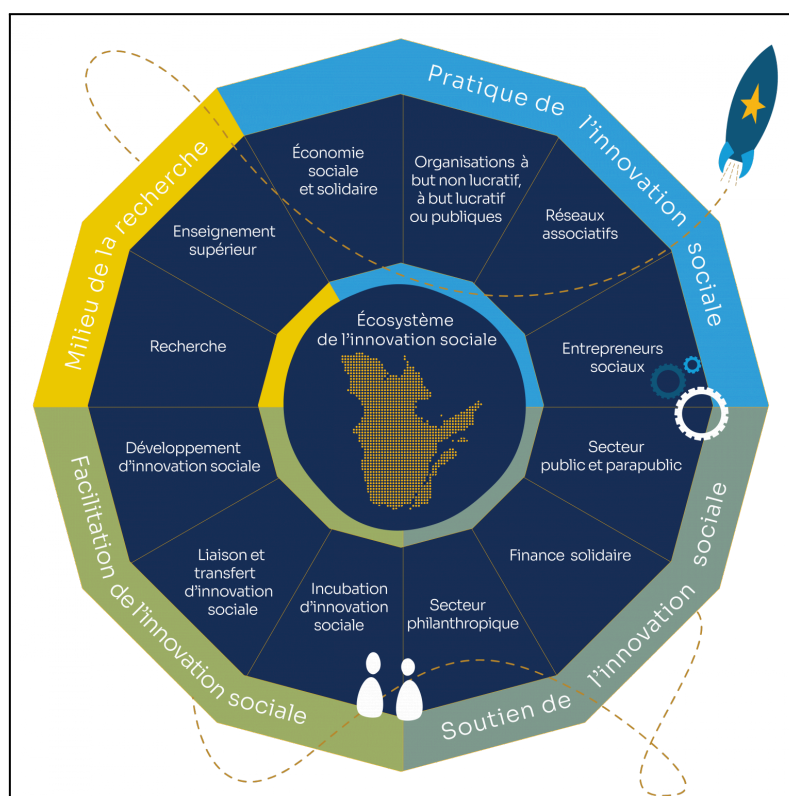 Pratique de l'innovation sociale
Milieu de la recherche
Économie
sociale
et solidaire
Organisations à
but non lucratif,
à but lucratif
ou publiques
Réseaux
associatifs
Enseignement
supérieur
Recherche
Écosystème
de l'innovation sociale
Entrepreneurs
sociaux
Développement
d'innovation sociale
Secteur
public et parapublic
Liaison et
transfert
d'innovation
sociale
Incubation
d'innovation
sociale
Secteur
philanthropique
Finance solidaire
Facilitation de l'innovation sociale
Soutien de l'innovation sociale